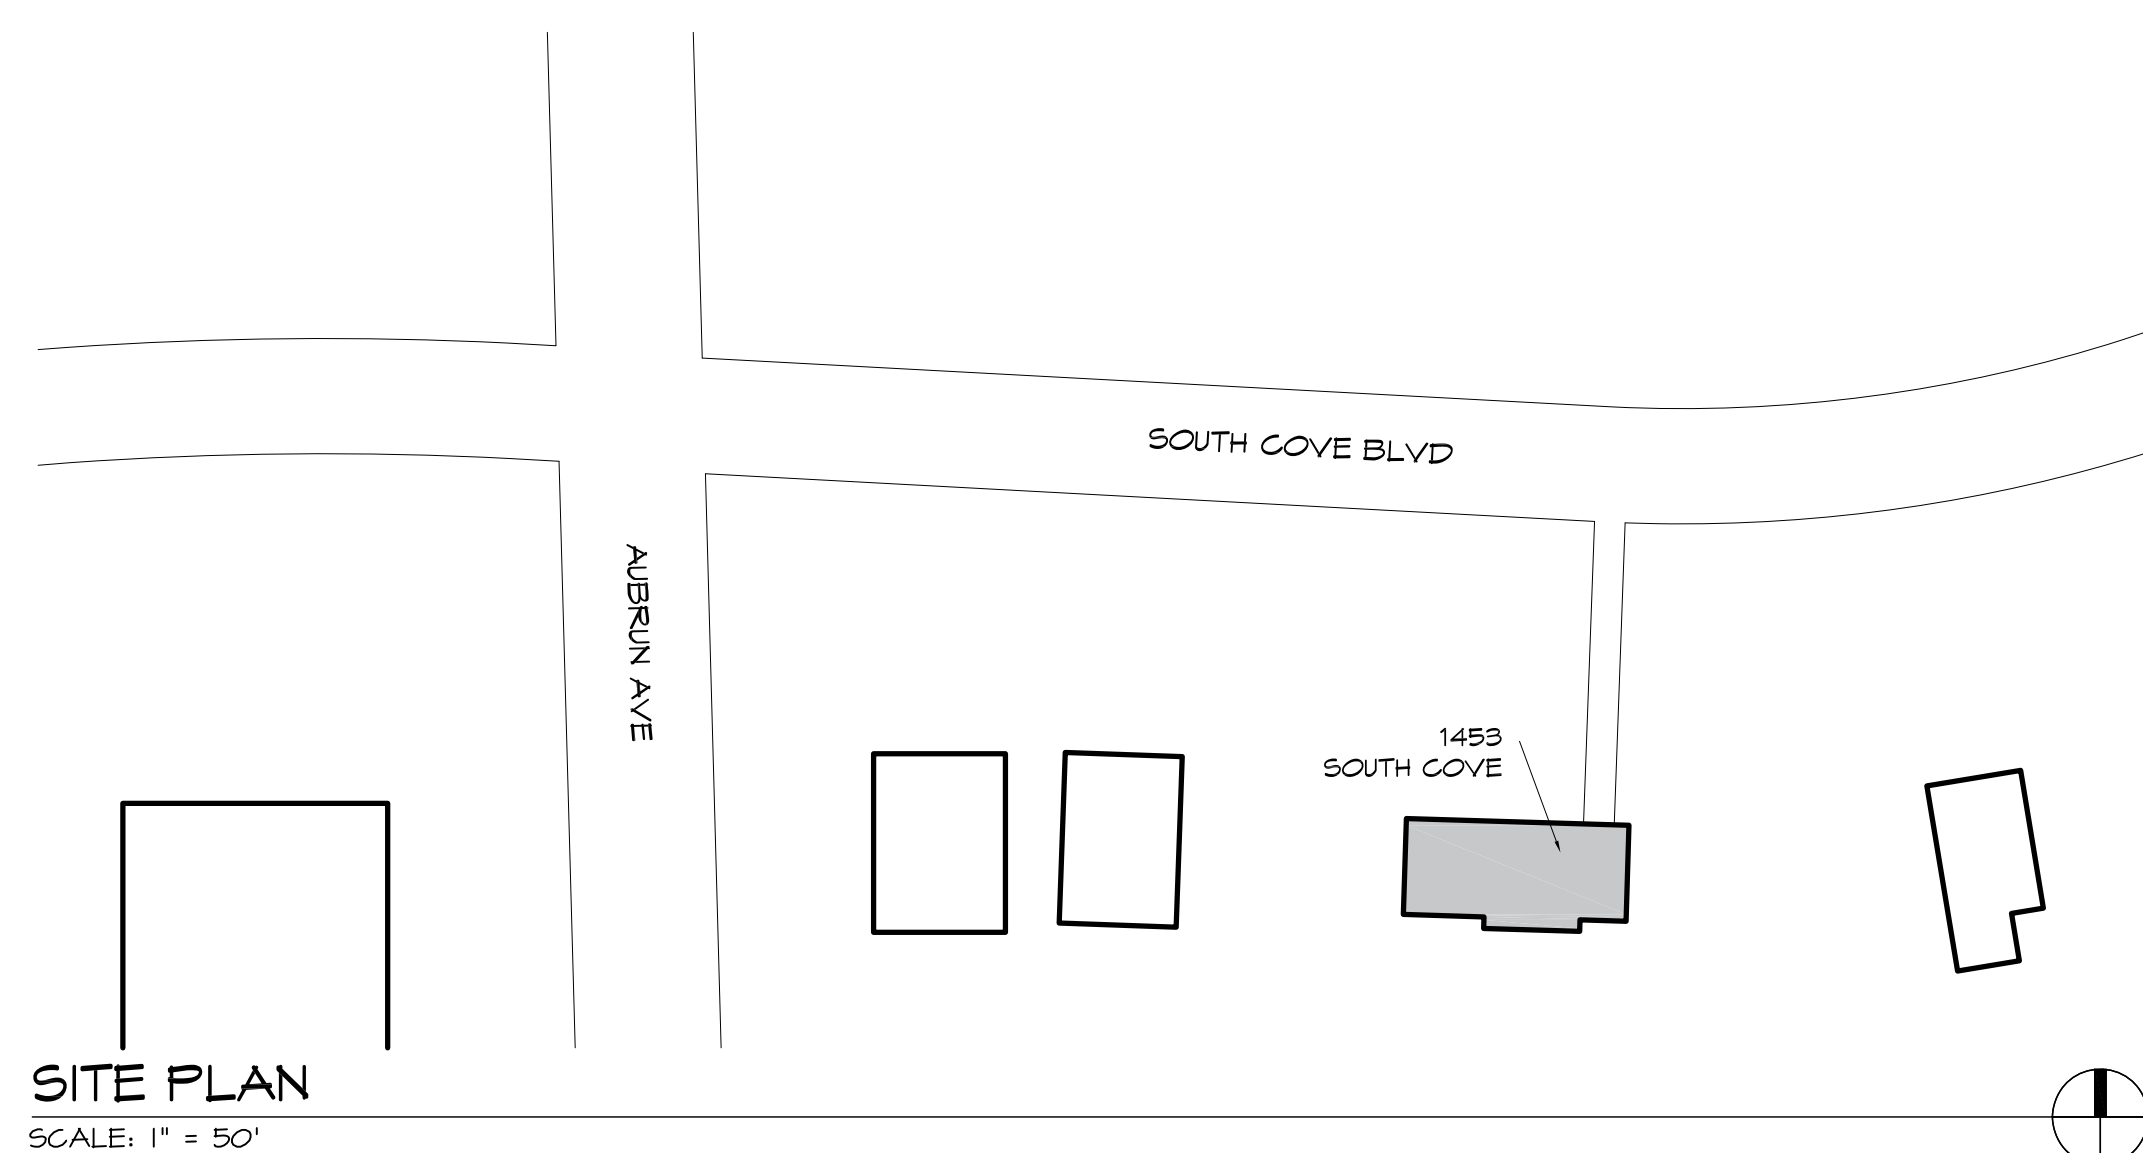 SOUTH COVE BLVD
AUBRUN AVE
1453
SOUTH COVE
SITE PLAN
SCALE: 1" = 50'